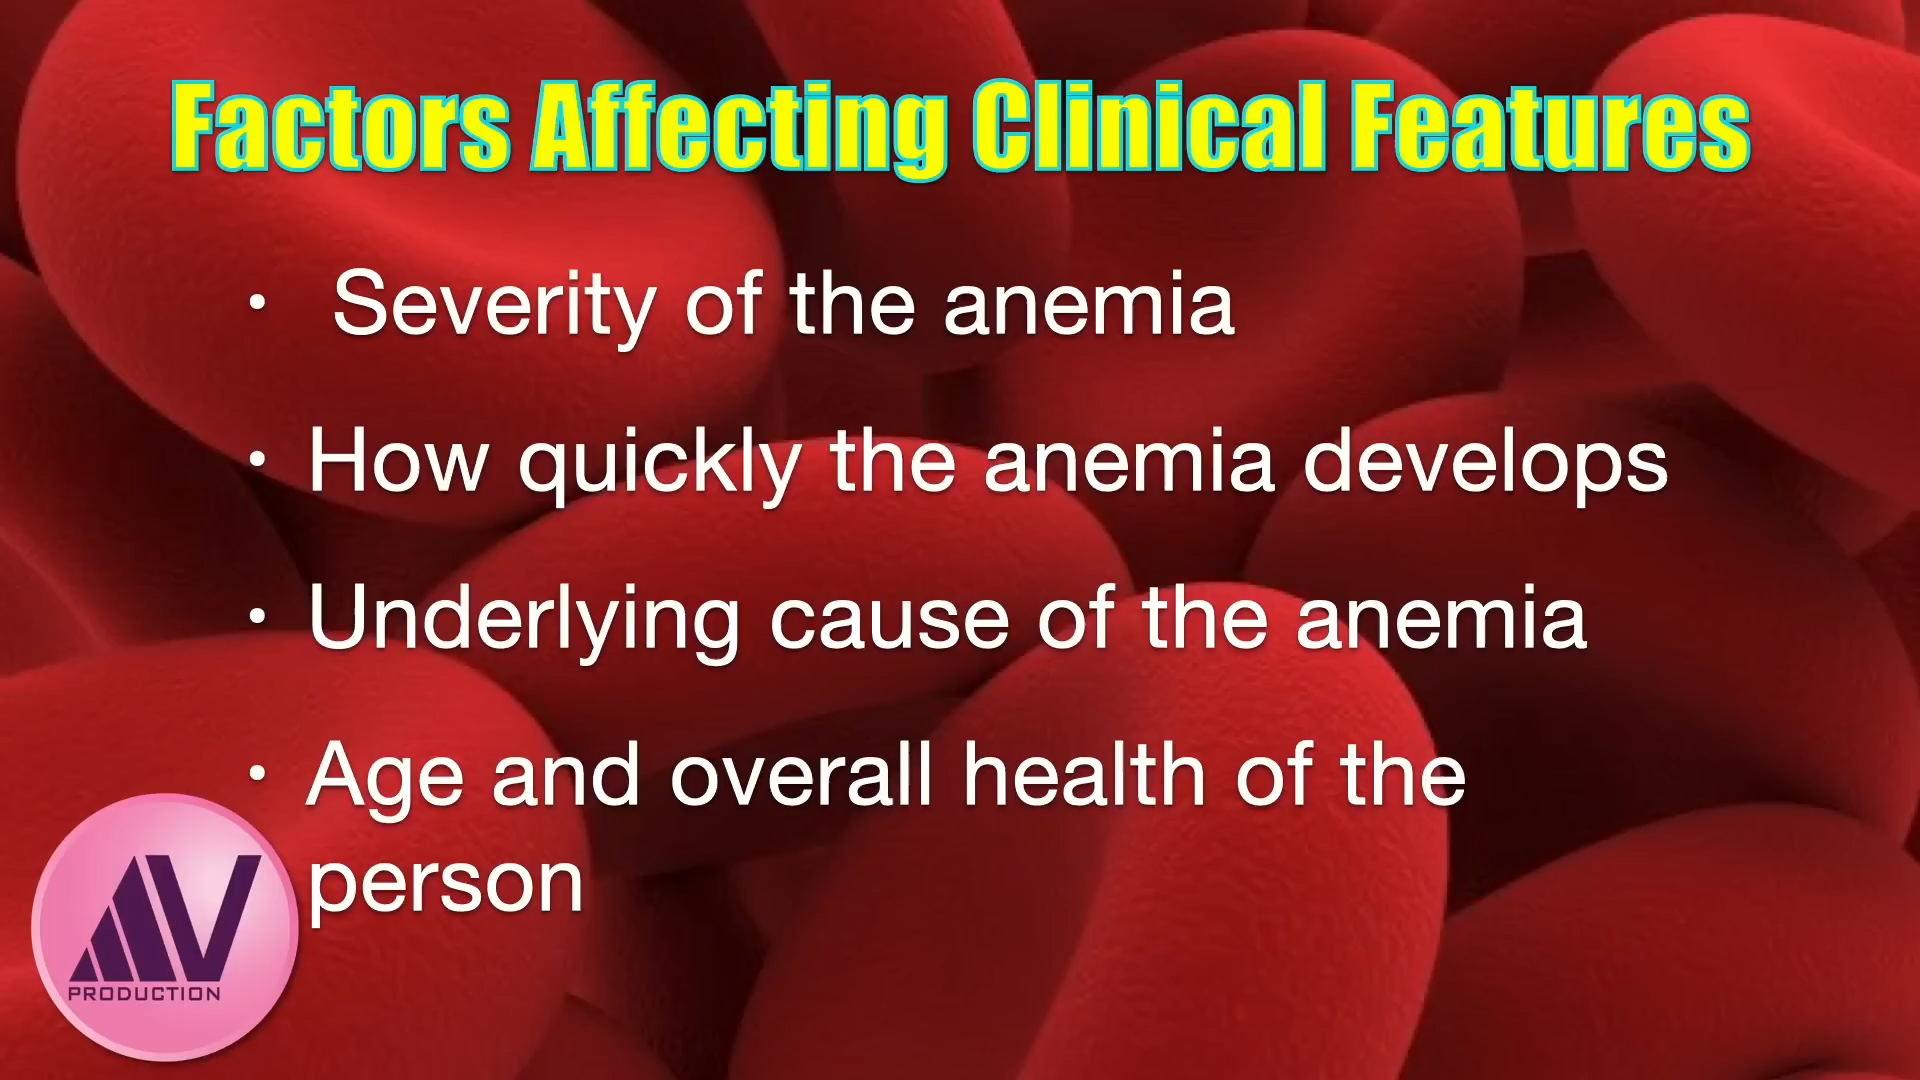 Factors Affecting Clinical Features
• Severity of the anemia
• How quickly the anemia develops
• Underlying cause of the anemia
• Age and overall health of the
person
AV
PRODUCTION